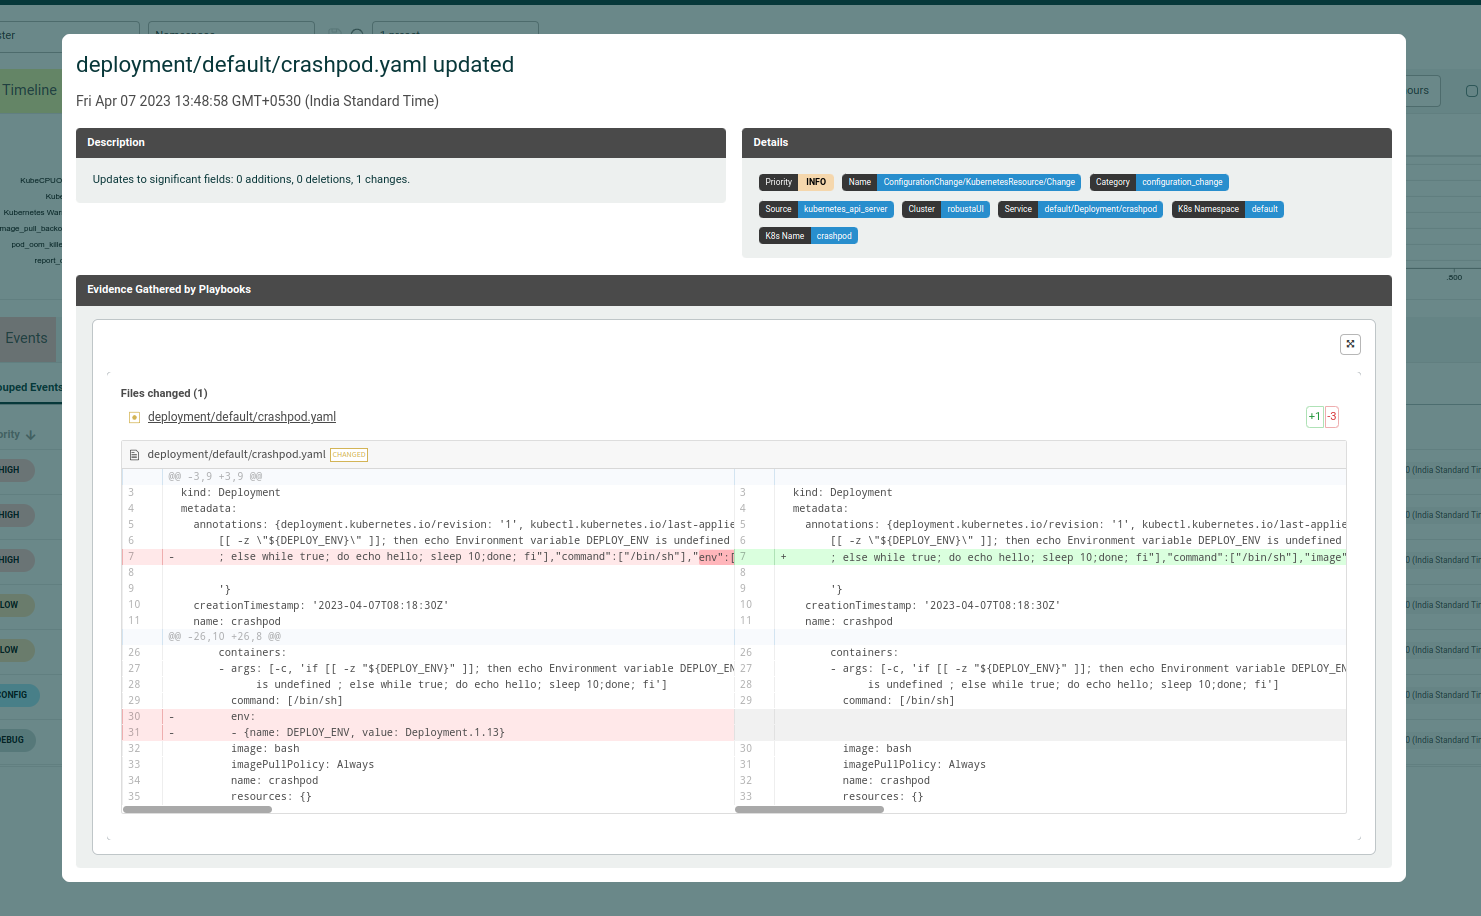 deployment/default/crashpod.yaml updated
Fri Apr 07 2023 13:48:58 GMT+0530 (India Standard Time)
Description
Updates to significant fields: 0 additions, 0 deletions, 1 changes.
Details
Priority INFO Name ConfigurationChange/KubernetesResource/Change Category configuration_change
Source kubernetes_api_server Cluster robustaUI Service default/Deployment/crashpod K8s Namespace default
K8s Name crashpod
Evidence Gathered by Playbooks
Files changed (1)
deployment/default/crashpod.yaml +1 -3
deployment/default/crashpod.yaml CHANGED
@@ -3,9 +3,9 @@
3 kind: Deployment 3 kind: Deployment
4 metadata: 4 metadata:
5 annotations: {deployment.kubernetes.io/revision: '1', kubectl.kubernetes.io/last-applie 5 annotations: {deployment.kubernetes.io/revision: '1', kubectl.kubernetes.io/last-applie
6 [[ -z \"${DEPLOY_ENV}\" ]]; then echo Environment variable DEPLOY_ENV is undefined 6 [[ -z \"${DEPLOY_ENV}\" ]]; then echo Environment variable DEPLOY_ENV is undefined
7 - ; else while true; do echo hello; sleep 10;done; fi"],"command":["/bin/sh"],"env":[ 7 + ; else while true; do echo hello; sleep 10;done; fi"],"command":["/bin/sh"],"image"
8 8
9 '} 9 '}
10 creationTimestamp: '2023-04-07T08:18:30Z' 10 creationTimestamp: '2023-04-07T08:18:30Z'
11 name: crashpod 11 name: crashpod
@@ -26,10 +26,8 @@
26 containers: 26 containers:
27 - args: [-c, 'if [[ -z "${DEPLOY_ENV}" ]]; then echo Environment variable DEPLOY_EN 27 - args: [-c, 'if [[ -z "${DEPLOY_ENV}" ]]; then echo Environment variable DEPLOY_EN
28 is undefined ; else while true; do echo hello; sleep 10;done; fi'] 28 is undefined ; else while true; do echo hello; sleep 10;done; fi']
29 command: [/bin/sh] 29 command: [/bin/sh]
30 - env:
31 - - {name: DEPLOY_ENV, value: Deployment.1.13}
32 image: bash 30 image: bash
33 imagePullPolicy: Always 31 imagePullPolicy: Always
34 name: crashpod 32 name: crashpod
35 resources: {} 33 resources: {}
Timeline
Events
HIGH
HIGH
HIGH
LOW
LOW